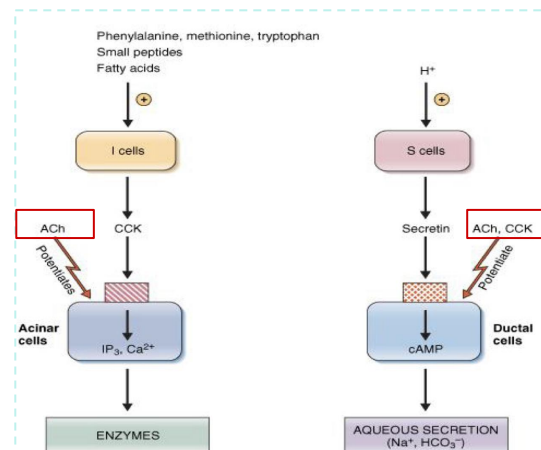 Phenylalanine, methionine, tryptophan
Small peptides
Fatty acids
H⁺
+
+
I cells
S cells
ACh
CCK
Secretin
ACh, CCK
Potentiates
Potentiate
Acinar
cells
IP₃, Ca²⁺
cAMP
Ductal
cells
ENZYMES
AQUEOUS SECRETION
(Na⁺, HCO₃⁻)